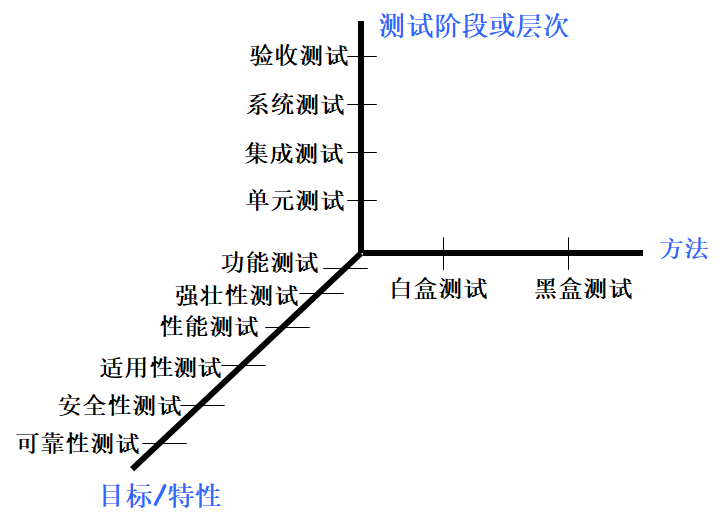 测试阶段或层次
验收测试
系统测试
集成测试
单元测试
方法
功能测试
白盒测试
黑盒测试
强壮性测试
性能测试
适用性测试
安全性测试
可靠性测试
目标/特性